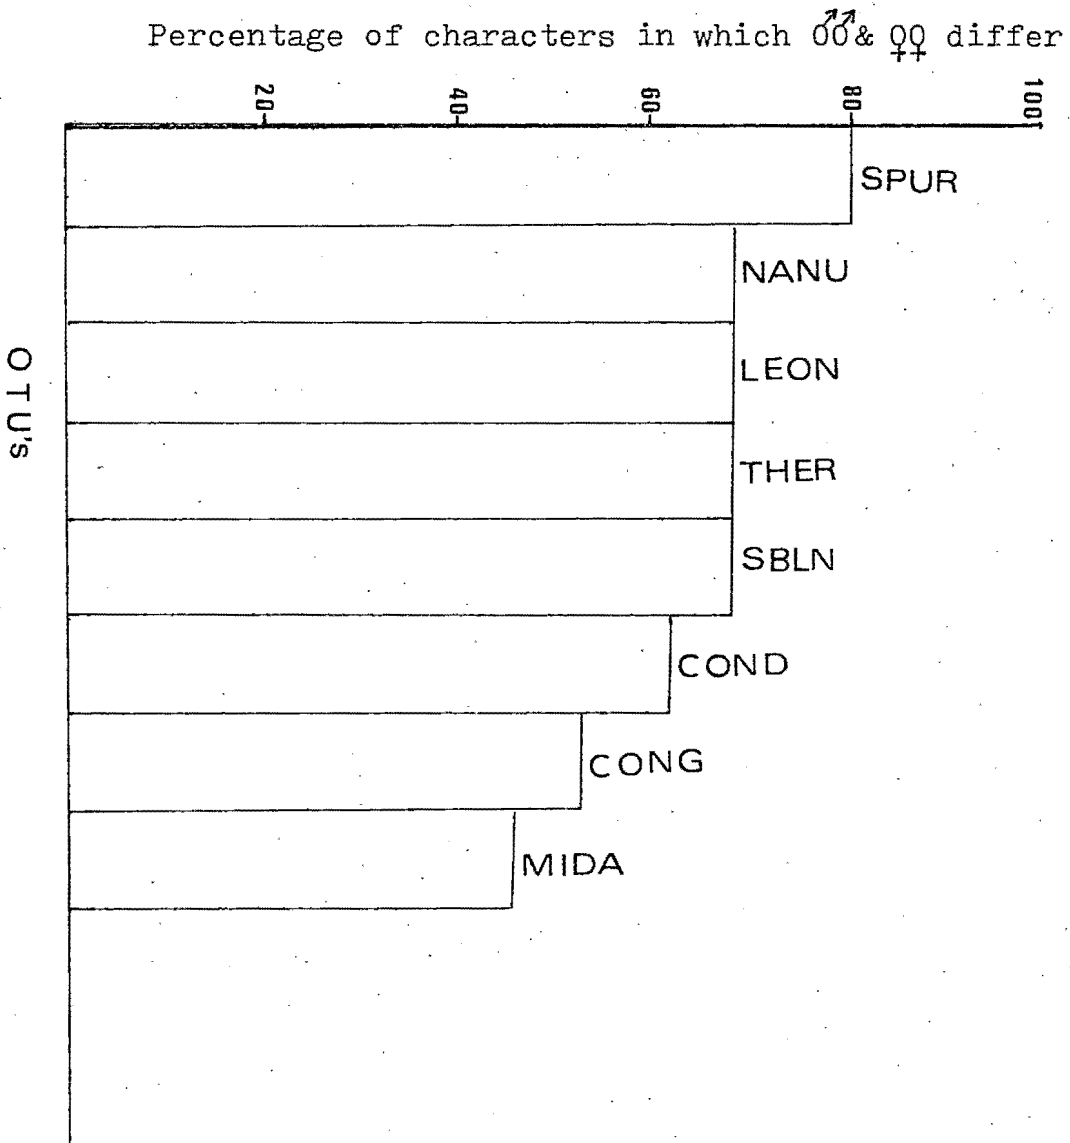 Percentage of characters in which ♂♂& ♀♀ differ
20 40 60 80 100
SPUR
NANU
LEON
THER
SBLN
COND
CONG
MIDA
OTU's